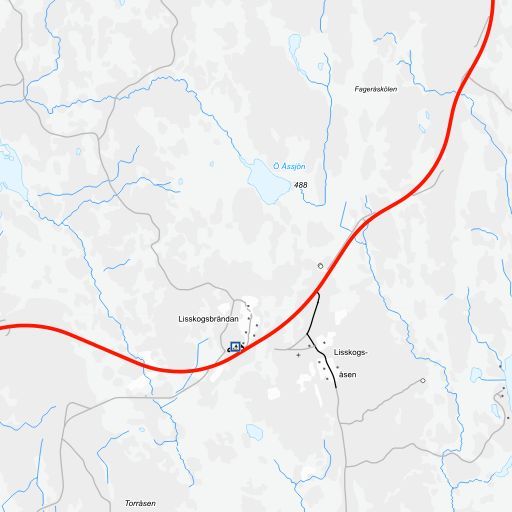 Fageråskölen
Ö Åssjön
488
Lisskogsbrändan
Lisskogs-
åsen
Torråsen